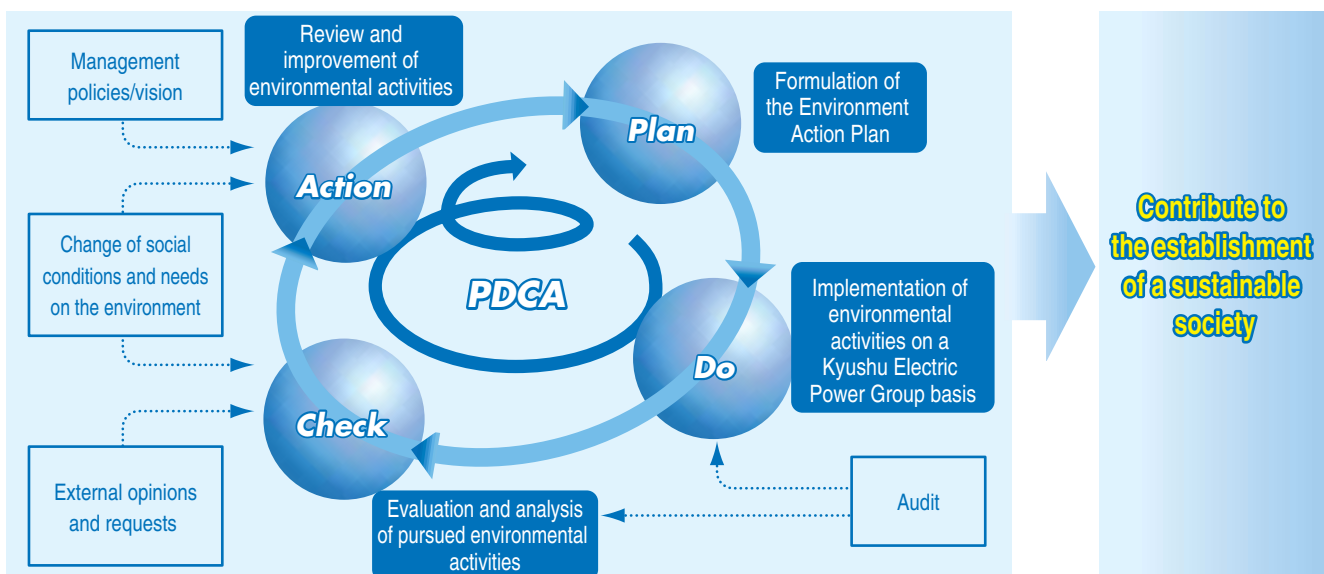 Management
policies/vision
Change of social
conditions and needs
on the environment
External opinions
and requests
Review and
improvement of
environmental activities
Action
Plan
Formulation of
the Environment
Action Plan
PDCA
Do
Implementation of
environmental
activities on a
Kyushu Electric
Power Group basis
Check
Evaluation and analysis
of pursued environmental
activities
Audit
Contribute to
the establishment
of a sustainable
society